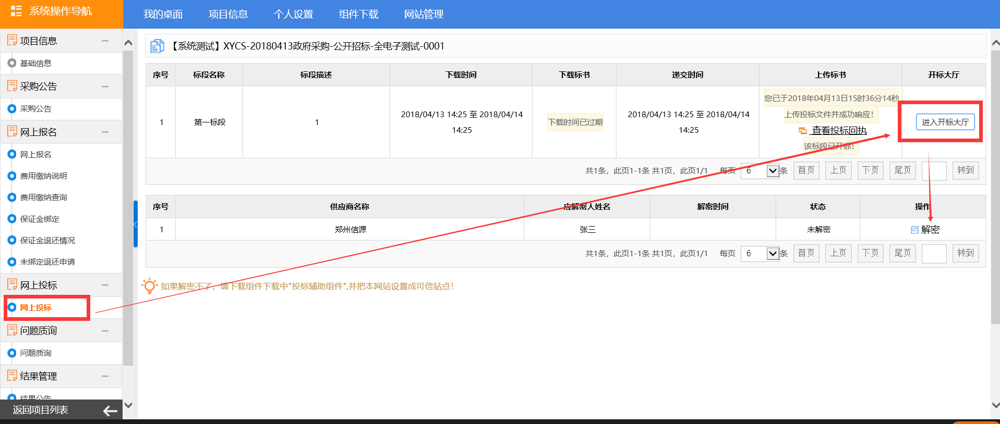 系统操作导航
我的桌面 项目信息 个人设置 组件下载 网站管理
项目信息
基础信息
采购公告
采购公告
网上报名
网上报名
费用缴纳说明
费用缴纳查询
保证金绑定
保证金退还情况
未绑定退还申请
网上投标
网上投标
问题质询
问题质询
结果管理
结果公告
返回项目列表
【系统测试】XYCS-20180413政府采购-公开招标-全电子测试-0001
序号 标段名称 标段描述 下载时间 下载标书 递交时间 上传标书 开标大厅
1 第一标段 1 2018/04/13 14:25 至 2018/04/14 14:25 下载时间已过期 2018/04/13 14:25 至 2018/04/14 14:25 您已于2018年04月13日15时36分14秒
上传投标文件并成功响应!
查看投标回执
该标段已开标!
进入开标大厅
共1条，此页1-1条 共1页，此页1/1 每页 6 条 首页 上页 下页 尾页 转到
序号 供应商名称 应解密人姓名 解密时间 状态 操作
1 郑州信源 张三 未解密 解密
共1条，此页1-1条 共1页，此页1/1 每页 6 条 首页 上页 下页 尾页 转到
如果解密不了，请下载组件下载中"投标辅助组件",并把本网站设置成可信站点!